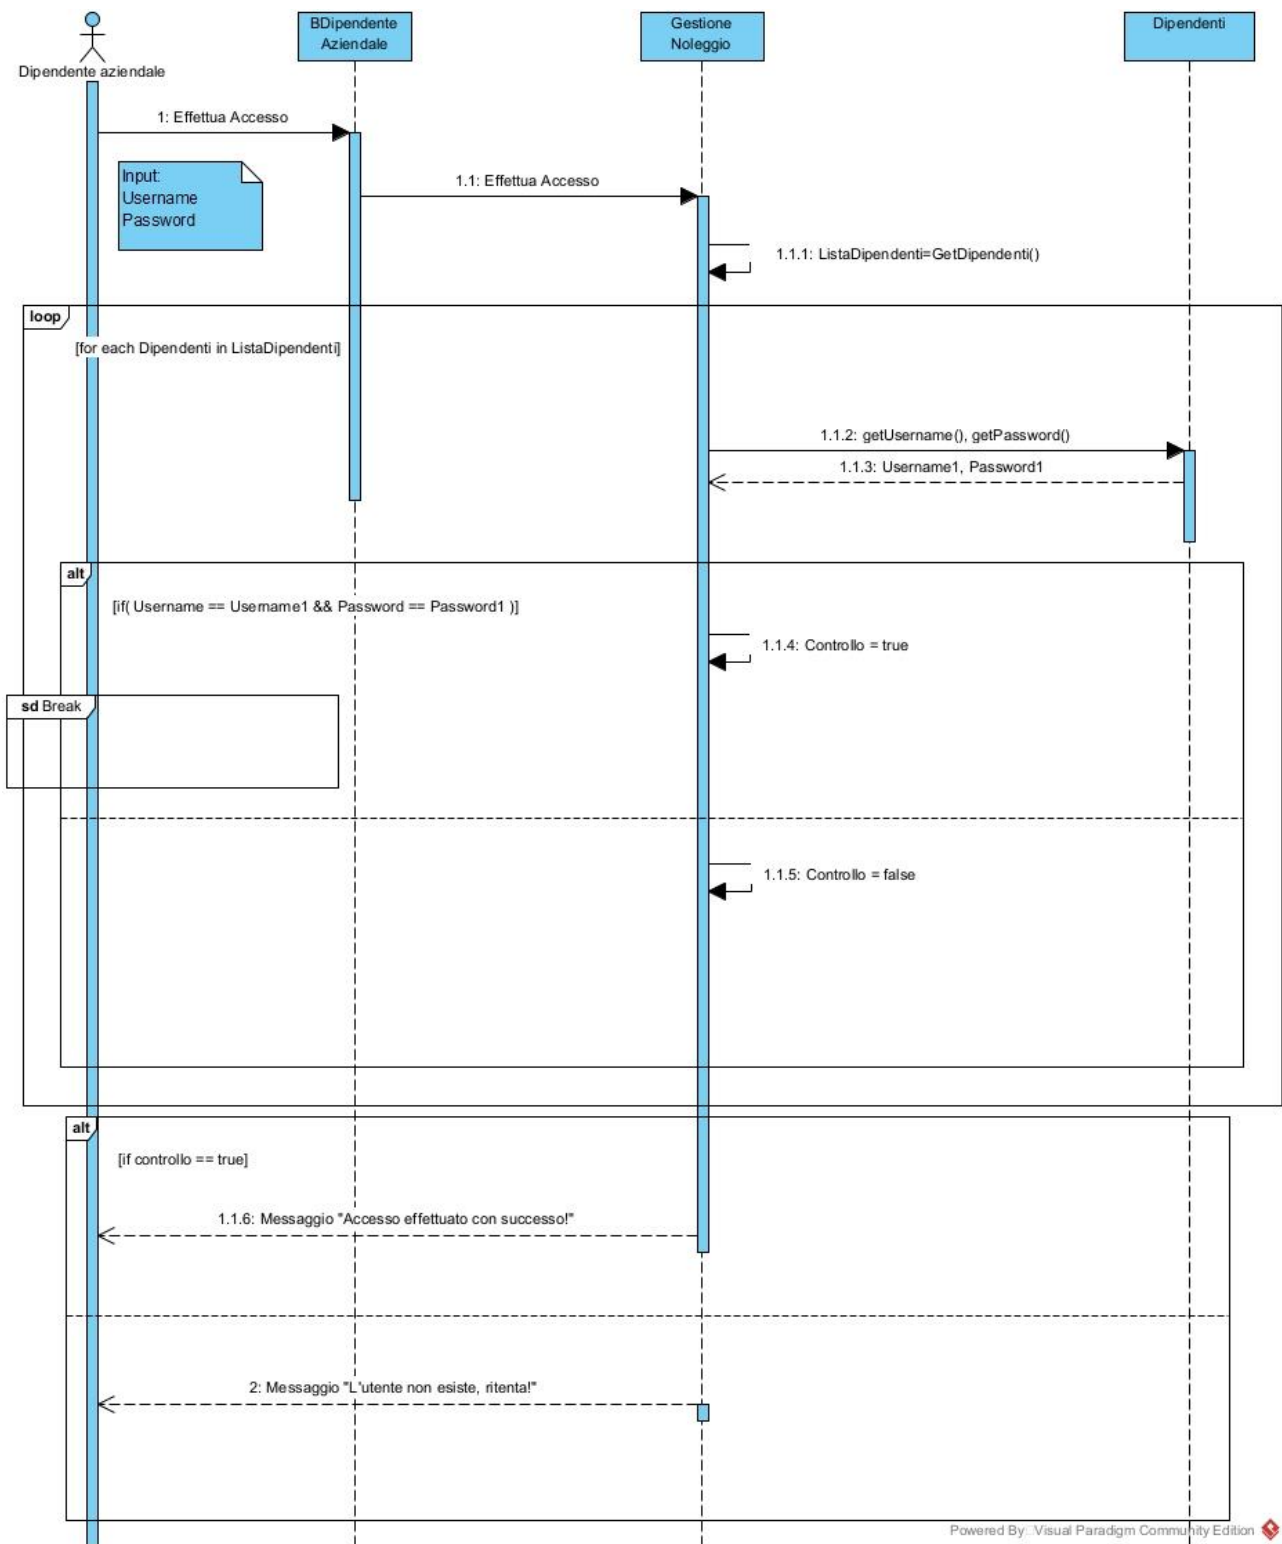 Dipendente aziendale
BDipendente
Aziendale
Gestione
Noleggio
Dipendenti
1: Effettua Accesso
Input:
Username
Password
1.1: Effettua Accesso
1.1.1: ListaDipendenti=GetDipendenti()
loop
[for each Dipendenti in ListaDipendenti]
1.1.2: getUsername(), getPassword()
1.1.3: Username1, Password1
alt
[if( Username == Username1 && Password == Password1 )]
1.1.4: Controllo = true
sd Break
1.1.5: Controllo = false
alt
[if controllo == true]
1.1.6: Messaggio "Accesso effettuato con successo!"
2: Messaggio "L'utente non esiste, ritenta!"
Powered By Visual Paradigm Community Edition